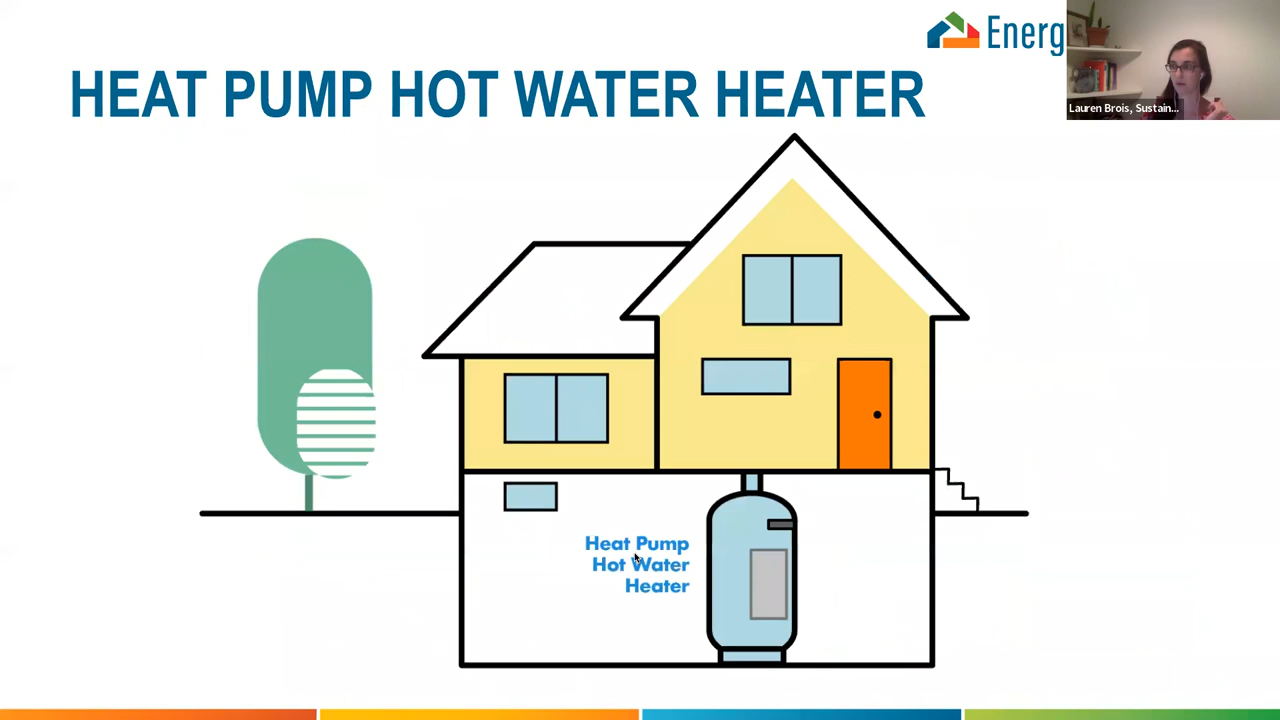 Energ
HEAT PUMP HOT WATER HEATER
Lauren Brois, Sustain...
Heat Pump
Hot Water
Heater